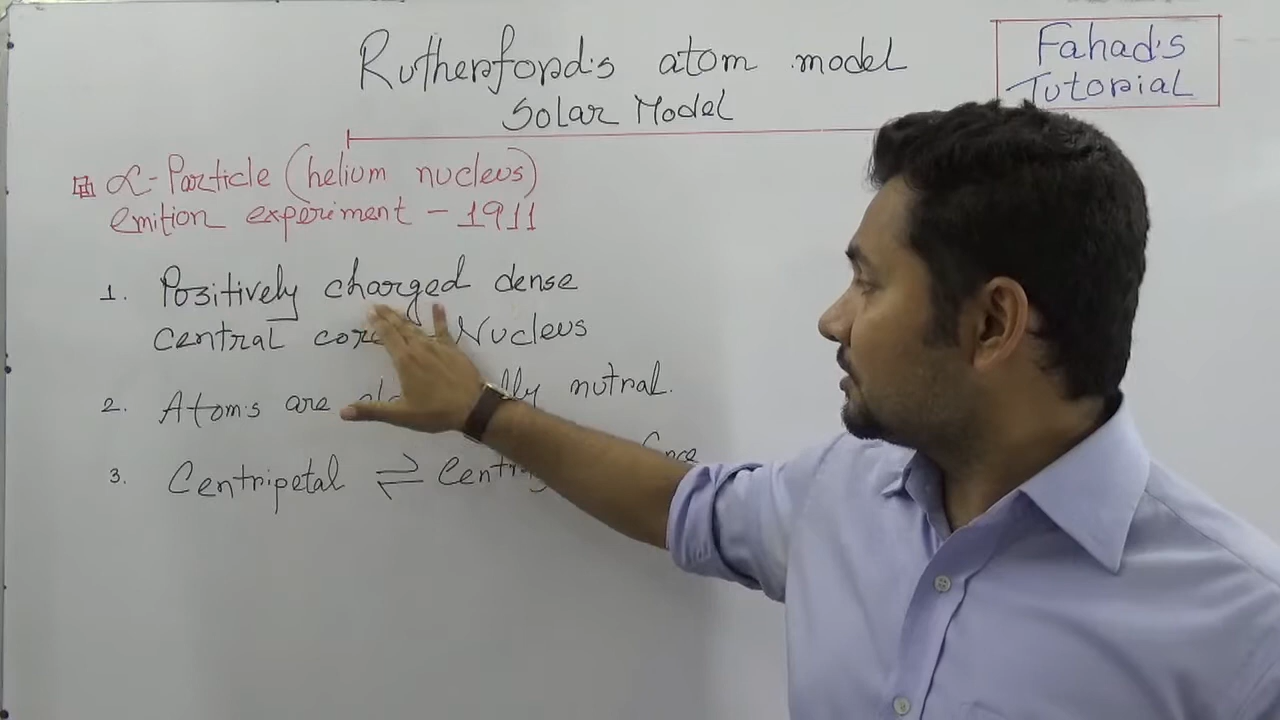 Rutherford's atom model
Solar Model
Fahad's
Tutorial
α-Particle (helium nucleus)
emition experiment - 1911
1. Positively charged dense
central Nucleus
2. Atom's are nutral.
3. Centripetal ⇌